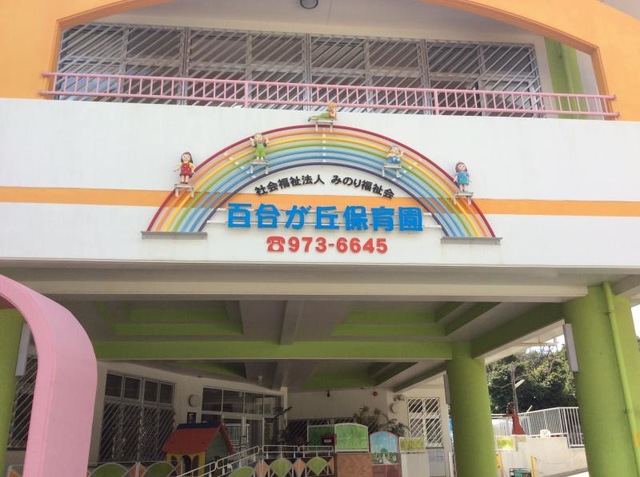 社会福祉法人 みのり福祉会
百合が丘保育園
☎973-6645